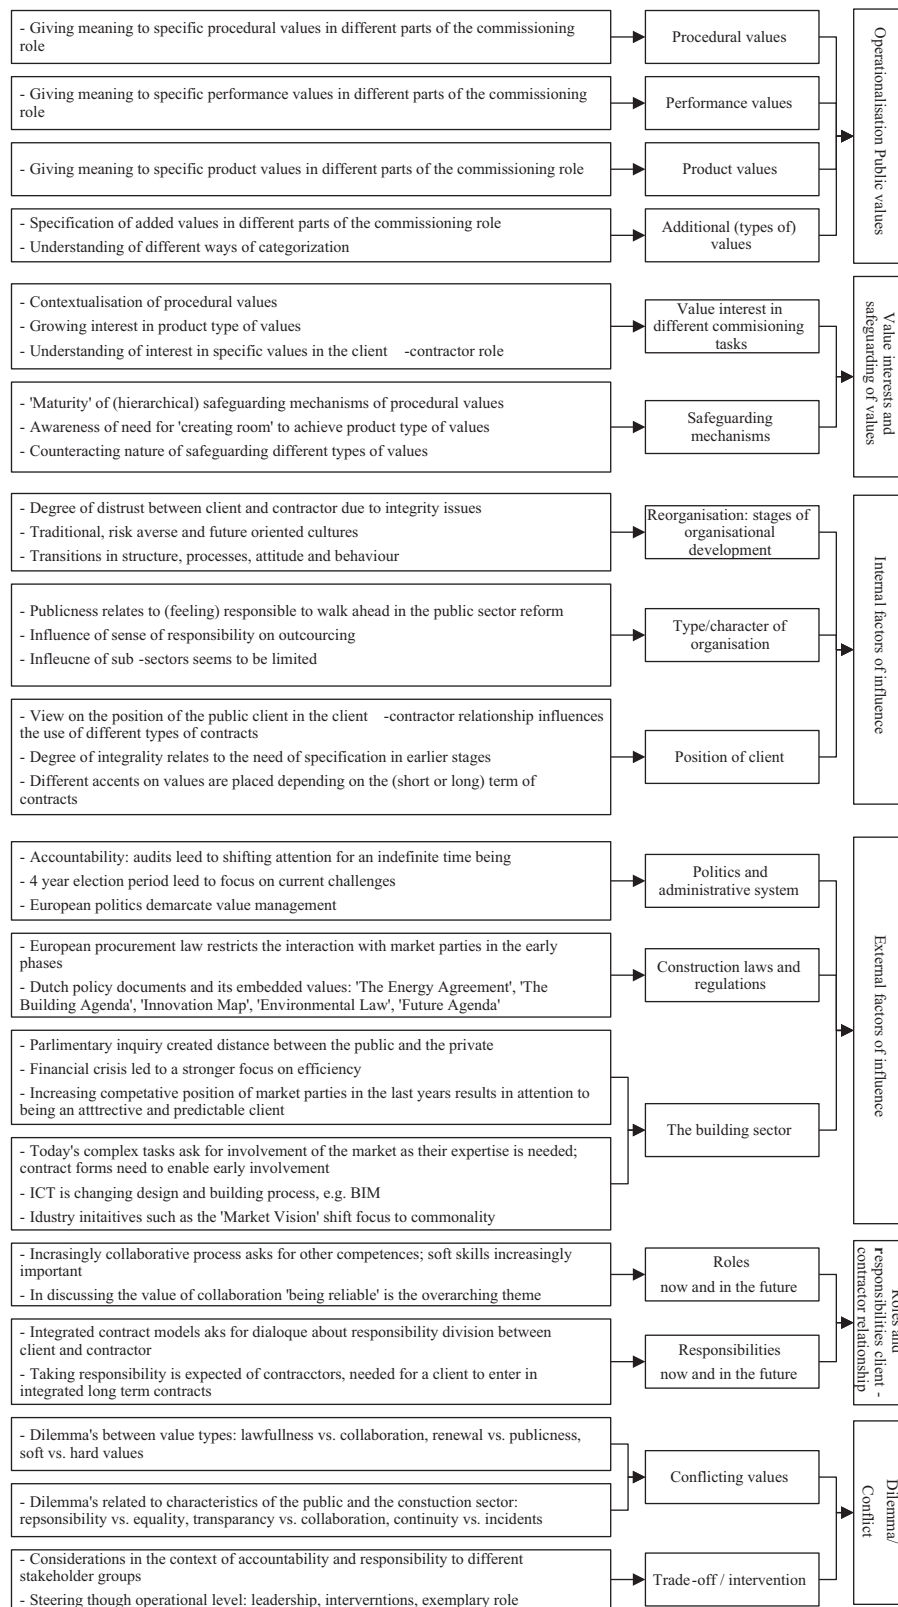 - Giving meaning to specific procedural values in different parts of the commissioning
role
Procedural values
- Giving meaning to specific performance values in different parts of the commissioning
role
Performance values
- Giving meaning to specific product values in different parts of the commissioning role
Product values
- Specification of added values in different parts of the commissioning role
- Understanding of different ways of categorization
Additional (types of)
values
Operationalisation Public values
- Contextualisation of procedural values
- Growing interest in product type of values
- Understanding of interest in specific values in the client -contractor role
Value interest in
different commisioning
tasks
- 'Maturity' of (hierarchical) safeguarding mechanisms of procedural values
- Awareness of need for 'creating room' to achieve product type of values
- Counteracting nature of safeguarding different types of values
Safeguarding
mechanisms
Value interests and
safeguarding of values
- Degree of distrust between client and contractor due to integrity issues
- Traditional, risk averse and future oriented cultures
- Transitions in structure, processes, attitude and behaviour
Reorganisation: stages of
organisational
development
- Publicness relates to (feeling) responsible to walk ahead in the public sector reform
- Influence of sense of responsibility on outcourcing
- Infleucne of sub -sectors seems to be limited
Type/character of
organisation
- View on the position of the public client in the client -contractor relationship influences
the use of different types of contracts
- Degree of integrality relates to the need of specification in earlier stages
- Different accents on values are placed depending on the (short or long) term of
contracts
Position of client
Internal factors of influence
- Accountability: audits leed to shifting attention for an indefinite time being
- 4 year election period leed to focus on current challenges
- European politics demarcate value management
Politics and
administrative system
- European procurement law restricts the interaction with market parties in the early
phases
- Dutch policy documents and its embedded values: 'The Energy Agreement', 'The
Building Agenda', 'Innovation Map', 'Environmental Law', 'Future Agenda'
Construction laws and
regulations
- Parlimentary inquiry created distance between the public and the private
- Financial crisis led to a stronger focus on efficiency
- Increasing competative position of market parties in the last years results in attention to
being an atttrective and predictable client
- Today's complex tasks ask for involvement of the market as their expertise is needed;
contract forms need to enable early involvement
- ICT is changing design and building process, e.g. BIM
- Idustry initaitives such as the 'Market Vision' shift focus to commonality
The building sector
External factors of influence
- Incrasingly collaborative process asks for other competences; soft skills increasingly
important
- In discussing the value of collaboration 'being reliable' is the overarching theme
Roles
now and in the future
- Integrated contract models aks for dialoque about responsibility division between
client and contractor
- Taking responsibility is expected of contracctors, needed for a client to enter in
integrated long term contracts
Responsibilities
now and in the future
Roles and
responsibilities client -
contractor relationship
- Dilemma's between value types: lawfullness vs. collaboration, renewal vs. publicness,
soft vs. hard values
- Dilemma's related to characteristics of the public and the constuction sector:
repsonsibility vs. equality, transparancy vs. collaboration, continuity vs. incidents
Conflicting values
- Considerations in the context of accountability and responsibility to different
stakeholder groups
- Steering though operational level: leadership, interverntions, exemplary role
Trade-off / intervention
Dilemma/
Conflict